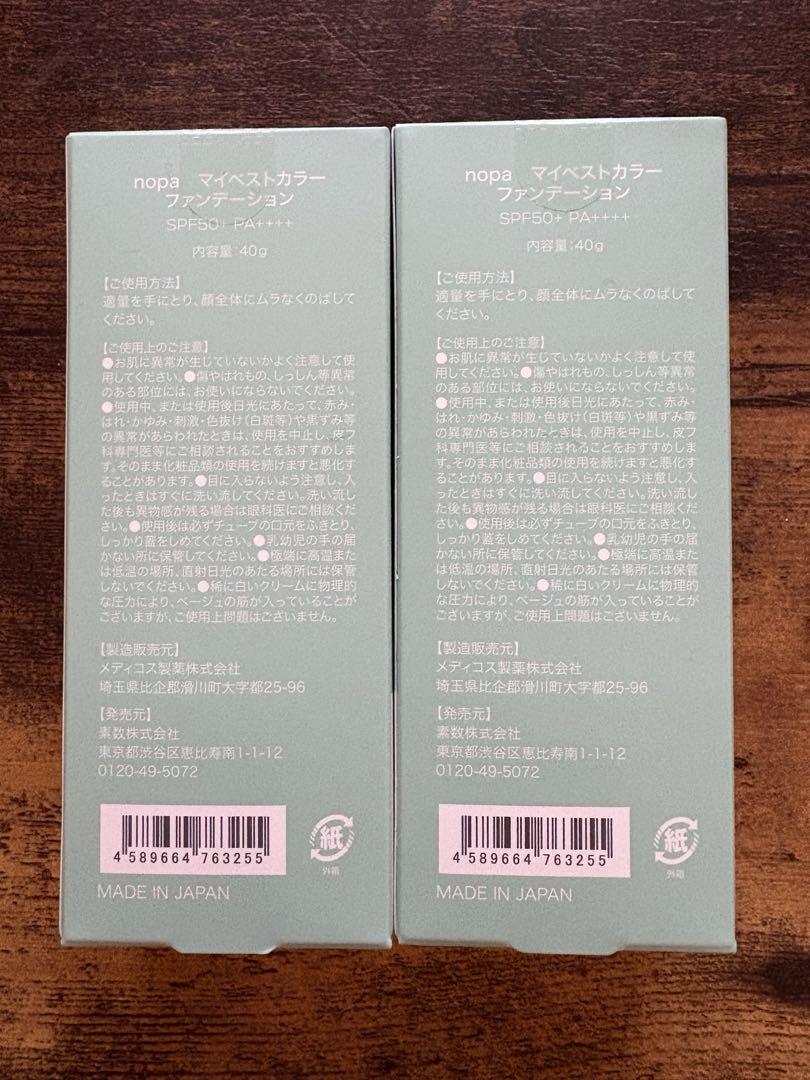 nopa マイベストカラー
ファンデーション
SPF50+ PA++++
内容量:40g
【ご使用方法】
適量を手にとり、顔全体にムラなくのばして
ください。
【ご使用上のご注意】
●お肌に異常が生じていないかよく注意して使
用してください。●傷やはれもの、しっしん等異常
のある部位には、お使いにならないでください。
●使用中、または使用後日光にあたって、赤み・
はれ・かゆみ・刺激・色抜け(白斑等)や黒ずみ等
の異常があらわれたときは、使用を中止し、皮フ
科専門医等にご相談されることをおすすめしま
す。そのまま化粧品類の使用を続けますと悪化す
ることがあります。●目に入らないよう注意し、入
ったときはすぐに洗い流してください。洗い流し
た後も異物感が残る場合は眼科医にご相談くだ
さい。●使用後は必ずチューブの口元をふきとり、
しっかり蓋をしめてください。●乳幼児の手の届
かない所に保管してください。●極端に高温また
は低温の場所、直射日光のあたる場所には保管
しないでください。●稀に白いクリームに物理的
な圧力により、ベージュの筋が入っていることが
ございますが、ご使用上問題はございません。
【製造販売元】
メディコス製薬株式会社
埼玉県比企郡滑川町大字都25-96
【発売元】
素数株式会社
東京都渋谷区恵比寿南1-1-12
0120-49-5072
4 589664 763255
紙
外箱
MADE IN JAPAN
nopa マイベストカラー
ファンデーション
SPF50+ PA++++
内容量:40g
【ご使用方法】
適量を手にとり、顔全体にムラなくのばして
ください。
【ご使用上のご注意】
●お肌に異常が生じていないかよく注意して使
用してください。●傷やはれもの、しっしん等異常
のある部位には、お使いにならないでください。
●使用中、または使用後日光にあたって、赤み・
はれ・かゆみ・刺激・色抜け(白斑等)や黒ずみ等
の異常があらわれたときは、使用を中止し、皮フ
科専門医等にご相談されることをおすすめしま
す。そのまま化粧品類の使用を続けますと悪化す
ることがあります。●目に入らないよう注意し、入
ったときはすぐに洗い流してください。洗い流し
た後も異物感が残る場合は眼科医にご相談くだ
さい。●使用後は必ずチューブの口元をふきとり、
しっかり蓋をしめてください。●乳幼児の手の届
かない所に保管してください。●極端に高温また
は低温の場所、直射日光のあたる場所には保管
しないでください。●稀に白いクリームに物理的
な圧力により、ベージュの筋が入っていることが
ございますが、ご使用上問題はございません。
【製造販売元】
メディコス製薬株式会社
埼玉県比企郡滑川町大字都25-96
【発売元】
素数株式会社
東京都渋谷区恵比寿南1-1-12
0120-49-5072
4 589664 763255
紙
外箱
MADE IN JAPAN